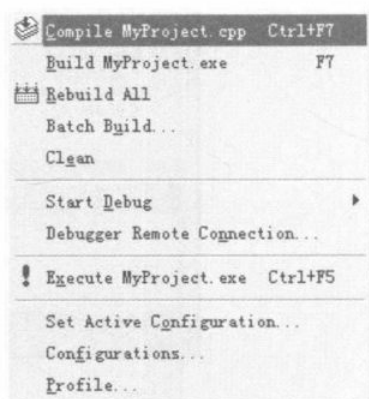 Compile MyProject.cpp Ctrl+F7
Build MyProject.exe F7
Rebuild All
Batch Build...
Clean
Start Debug
Debugger Remote Connection...
Execute MyProject.exe Ctrl+F5
Set Active Configuration...
Configurations...
Profile...